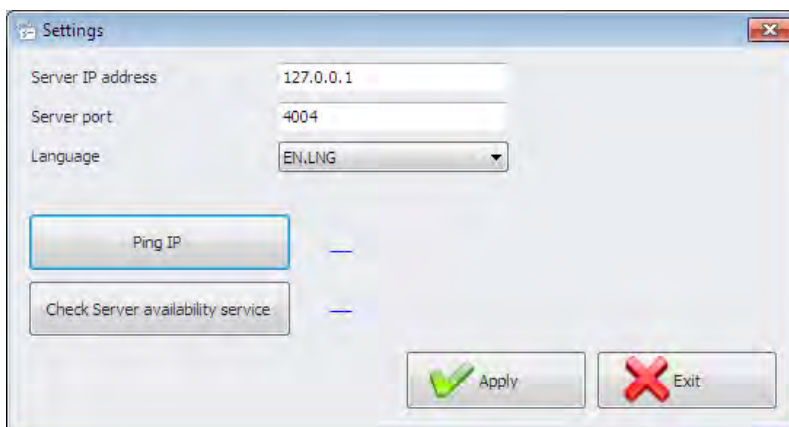 Settings
Server IP address 127.0.0.1
Server port 4004
Language EN.LNG
Ping IP
Check Server availability service
Apply Exit